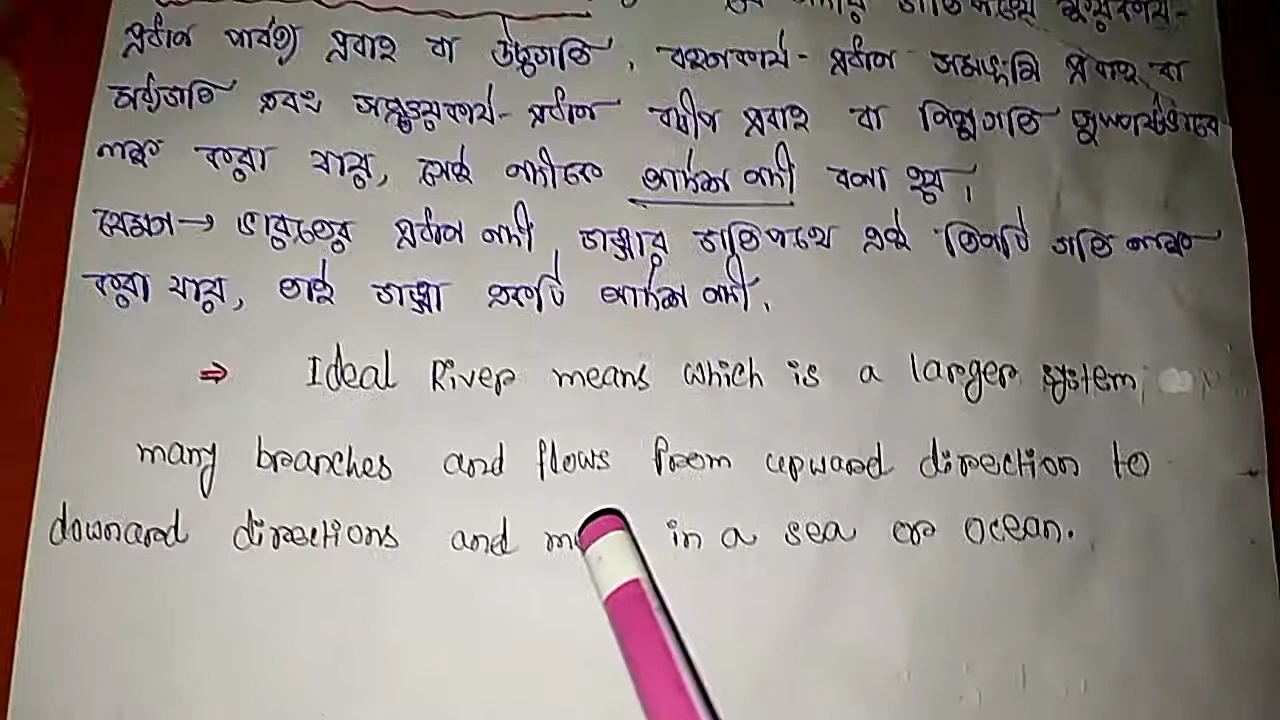 গতিপথে ক্ষয়কার্য-
প্রধান পার্বত্য প্রবাহ বা উচ্চগতি, বহনকার্য- প্রধান সমভূমি প্রবাহ বা
মধ্যগতি এবং সঞ্চয়কার্য- প্রধান বদ্বীপ প্রবাহ বা নিম্নগতি সুস্পষ্টভাবে
লক্ষ করা যায়, সেই নদীকে আদর্শ নদী বলা হয়।
যেমন→ ভারতের প্রধান নদী গঙ্গার গতিপথে এই তিনটি গতি লক্ষ
করা যায়, তাই গঙ্গা একটি আদর্শ নদী.
⇒ Ideal River means which is a larger system,
many branches and flows from upward direction to
downard directions and in a sea or ocean.